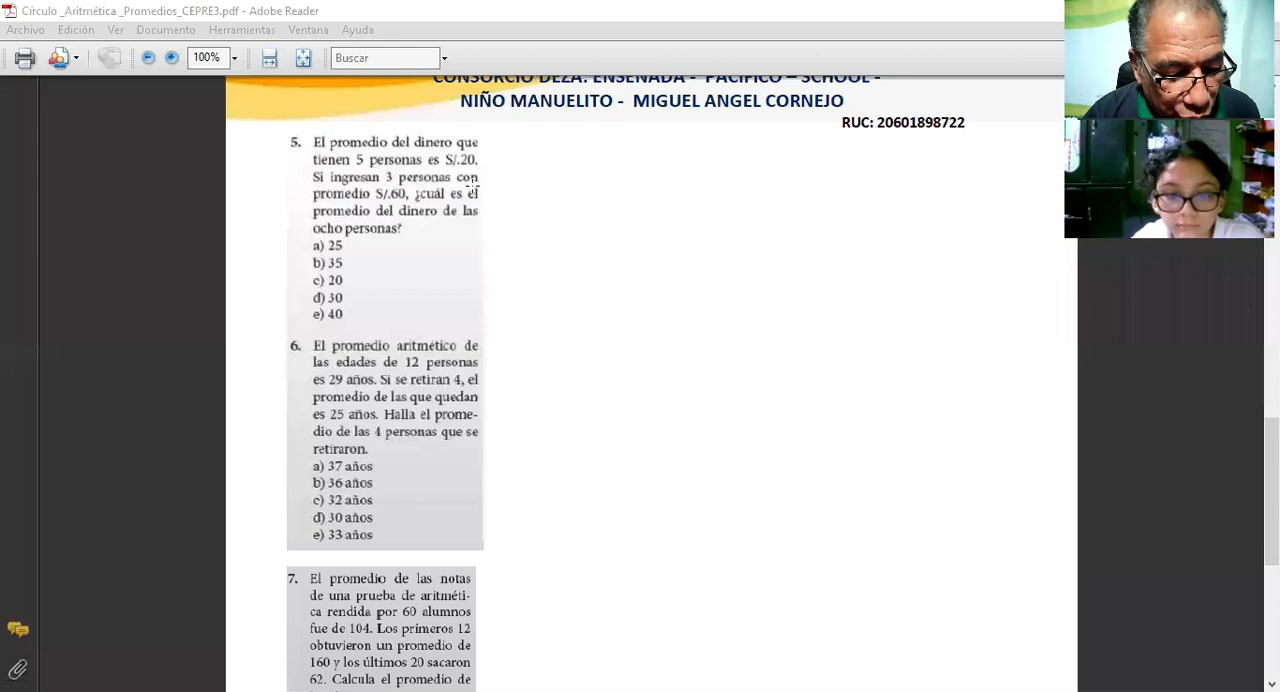 Círculo _Aritmética _Promedios_CEPRE3.pdf - Adobe Reader
Archivo Edición Ver Documento Herramientas Ventana Ayuda
100%
Buscar
CONSORCIO DEZA: ENSENADA - PACIFICO – SCHOOL -
NIÑO MANUELITO - MIGUEL ANGEL CORNEJO
RUC: 20601898722
5. El promedio del dinero que
tienen 5 personas es S/.20.
Si ingresan 3 personas con
promedio S/.60, ¿cuál es el
promedio del dinero de las
ocho personas?
a) 25
b) 35
c) 20
d) 30
e) 40
6. El promedio aritmético de
las edades de 12 personas
es 29 años. Si se retiran 4, el
promedio de las que quedan
es 25 años. Halla el prome-
dio de las 4 personas que se
retiraron.
a) 37 años
b) 36 años
c) 32 años
d) 30 años
e) 33 años
7. El promedio de las notas
de una prueba de aritméti-
ca rendida por 60 alumnos
fue de 104. Los primeros 12
obtuvieron un promedio de
160 y los últimos 20 sacaron
62. Calcula el promedio de